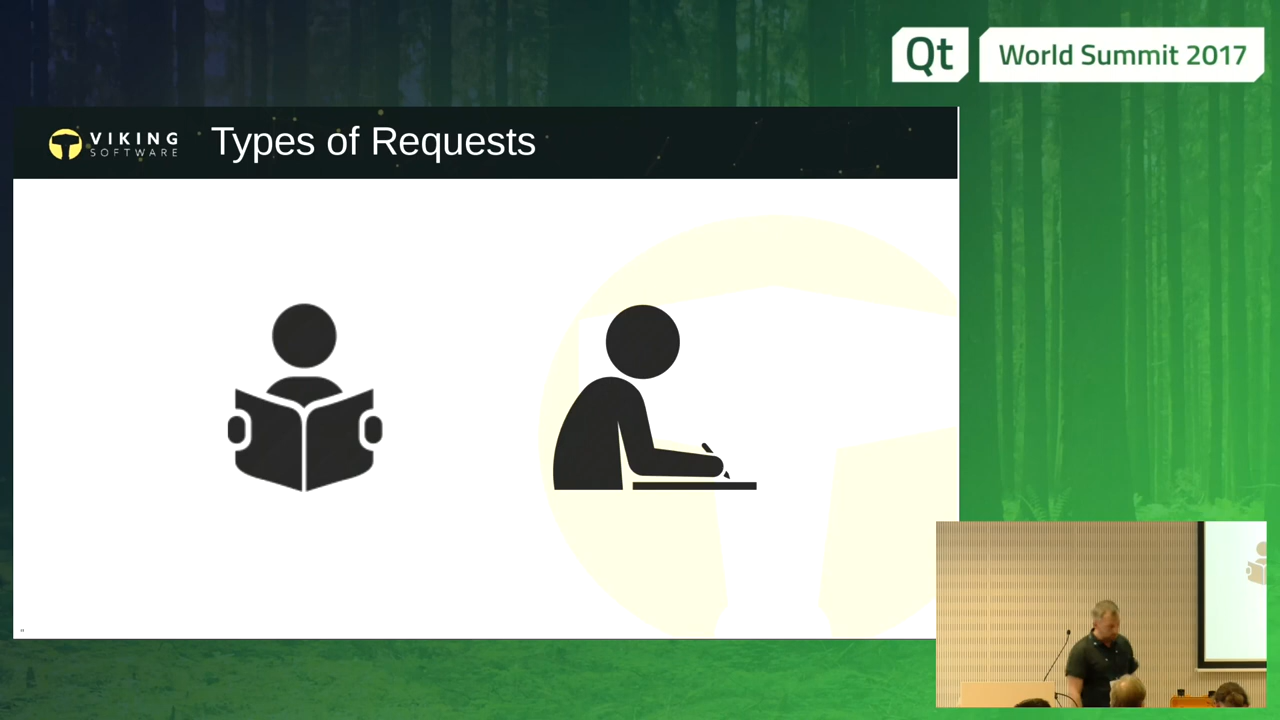 Qt
World Summit 2017
VIKING
SOFTWARE
Types of Requests